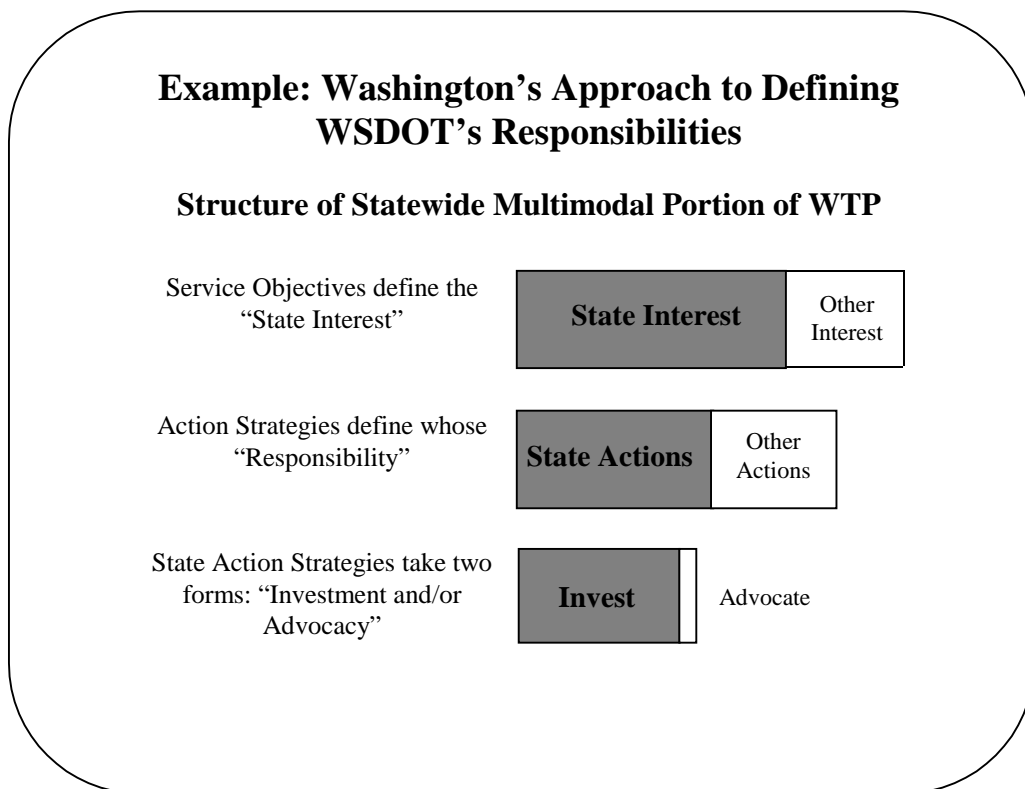 Example: Washington’s Approach to Defining
WSDOT’s Responsibilities
Structure of Statewide Multimodal Portion of WTP
Service Objectives define the
“State Interest”
State Interest
Other
Interest
Action Strategies define whose
“Responsibility”
State Actions
Other
Actions
State Action Strategies take two
forms: “Investment and/or
Advocacy”
Invest
Advocate